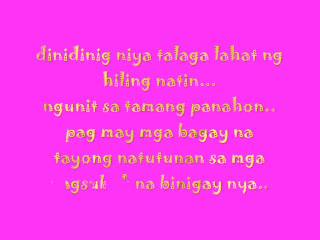 dinidinig niya talaga lahat ng
hiling natin...
ngunit sa tamang panahon..
pag may mga bagay na
tayong natutunan sa mga
na binigay nya..